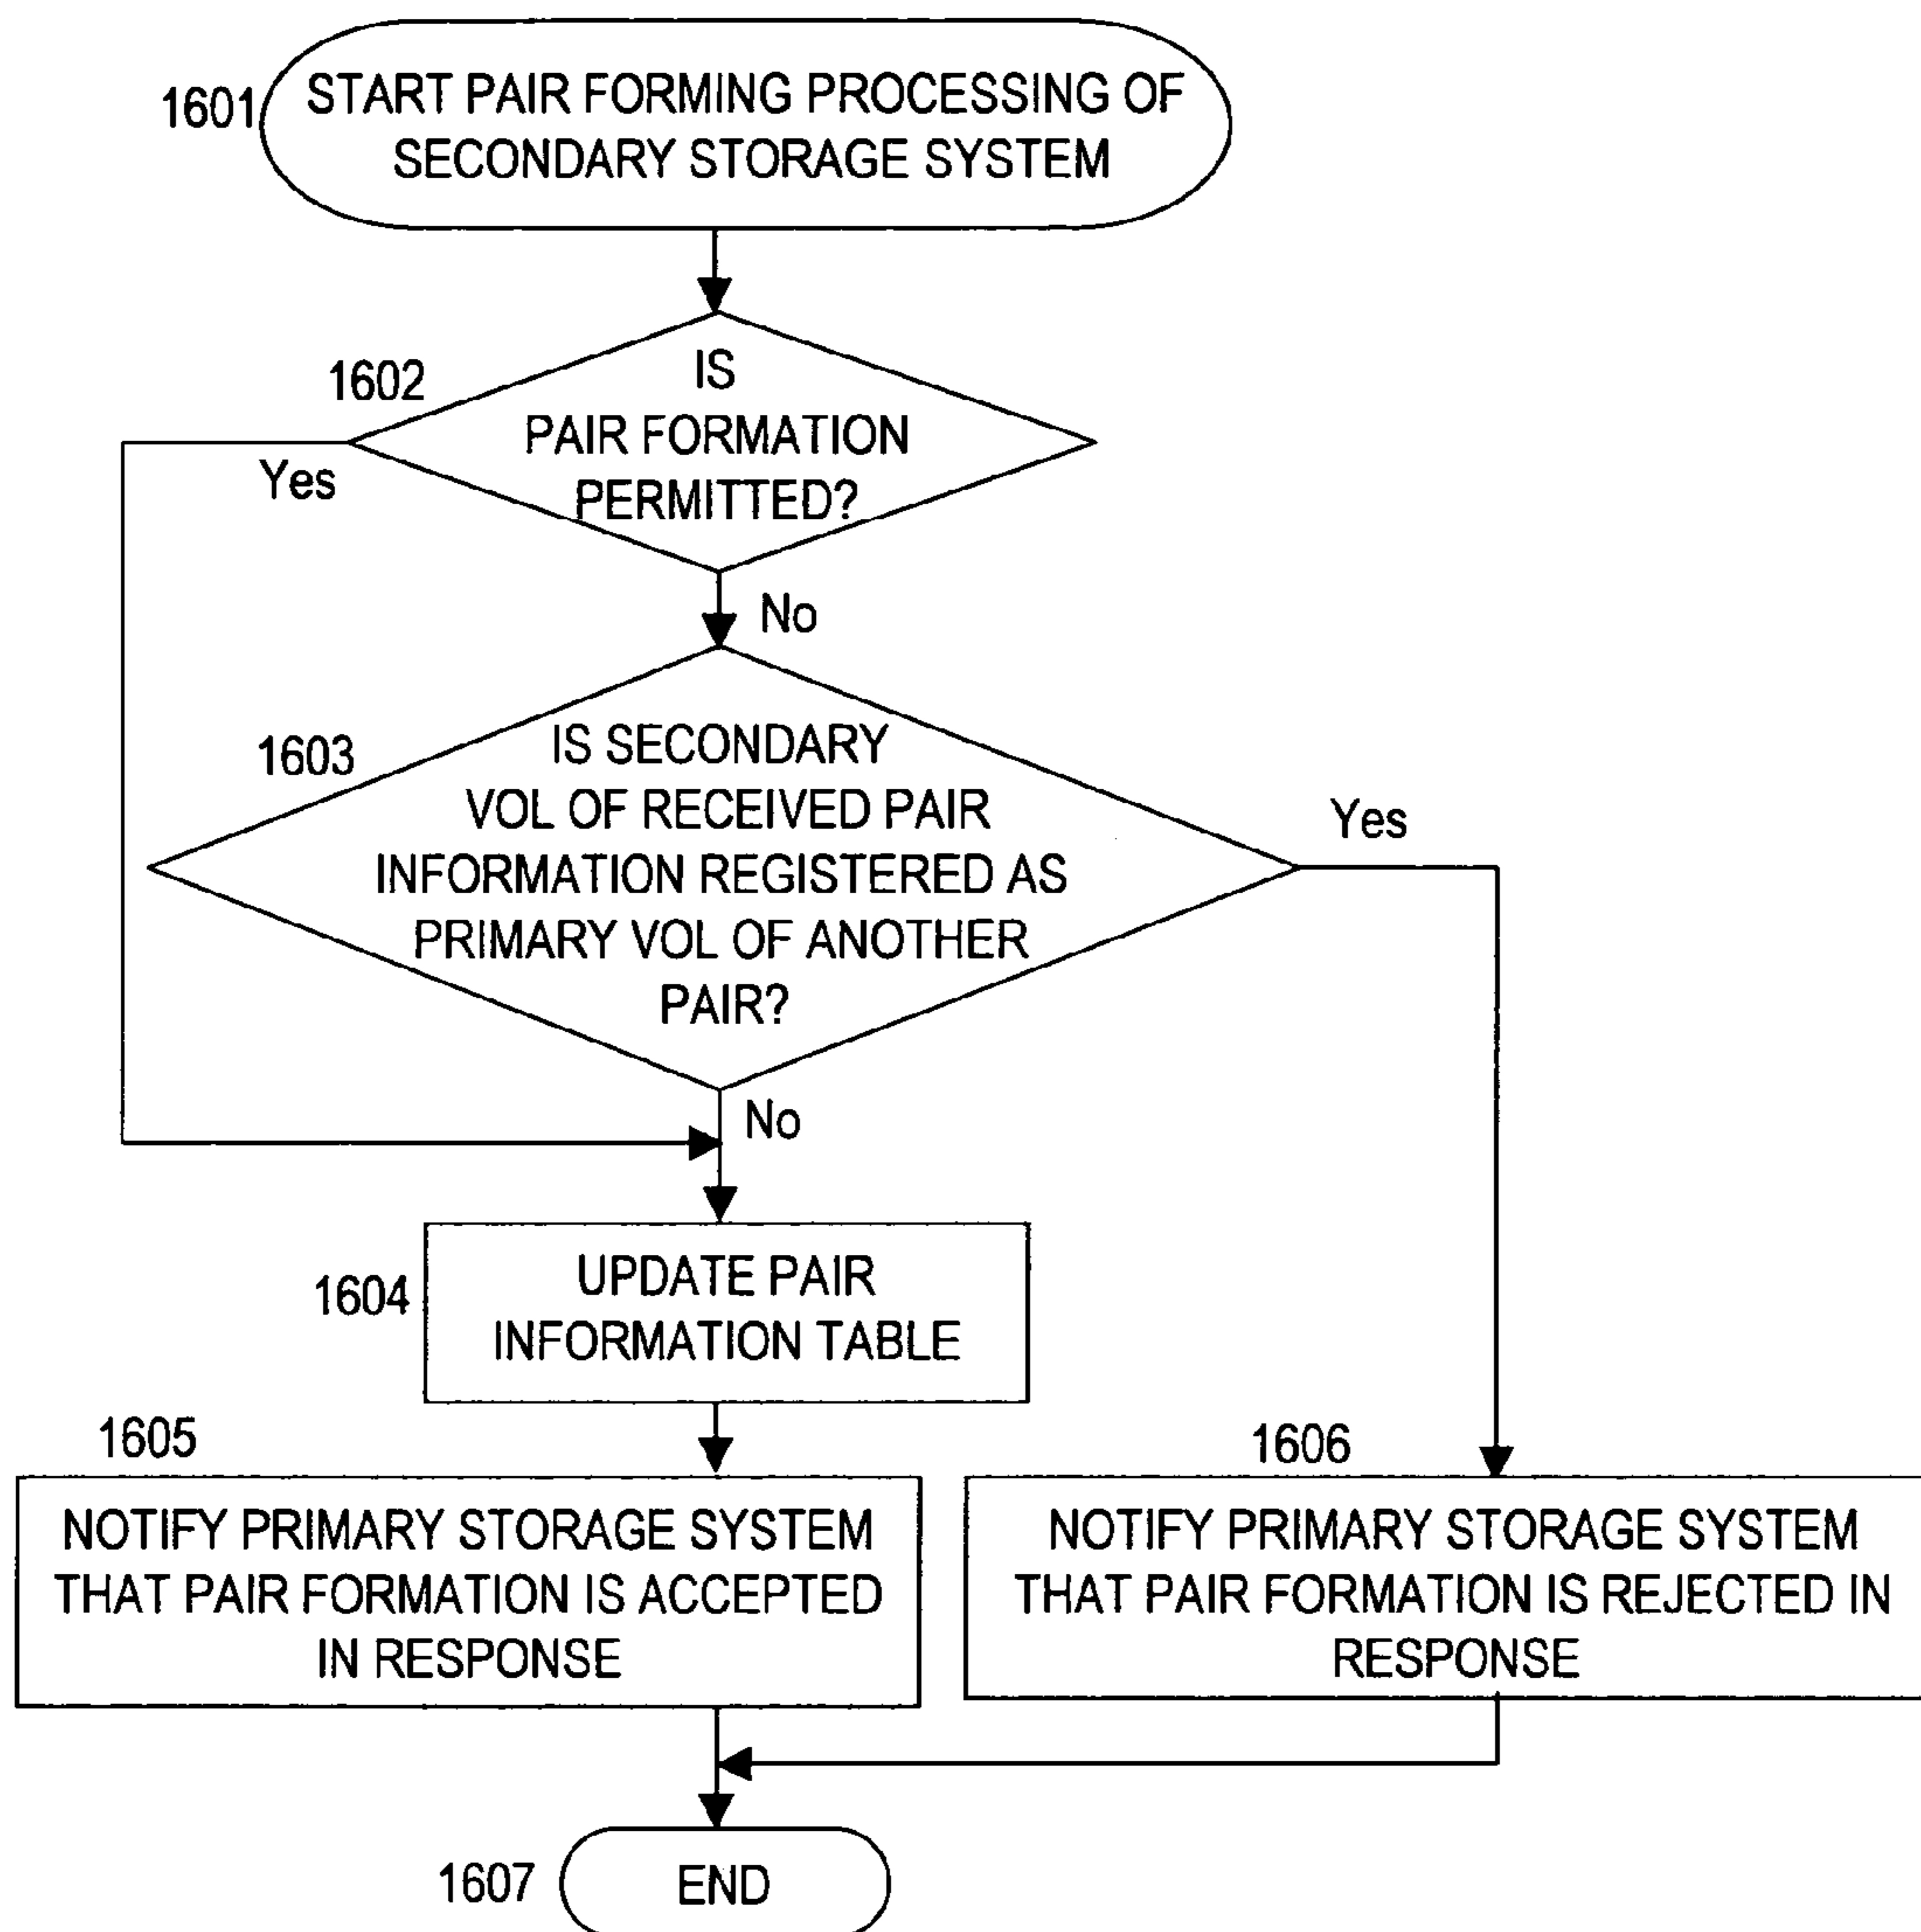 1601
START PAIR FORMING PROCESSING OF
SECONDARY STORAGE SYSTEM
1602
IS
PAIR FORMATION
PERMITTED?
Yes
No
1603
IS SECONDARY
VOL OF RECEIVED PAIR
INFORMATION REGISTERED AS
PRIMARY VOL OF ANOTHER
PAIR?
Yes
No
1604
UPDATE PAIR
INFORMATION TABLE
1605
NOTIFY PRIMARY STORAGE SYSTEM
THAT PAIR FORMATION IS ACCEPTED
IN RESPONSE
1606
NOTIFY PRIMARY STORAGE SYSTEM
THAT PAIR FORMATION IS REJECTED IN
RESPONSE
1607
END